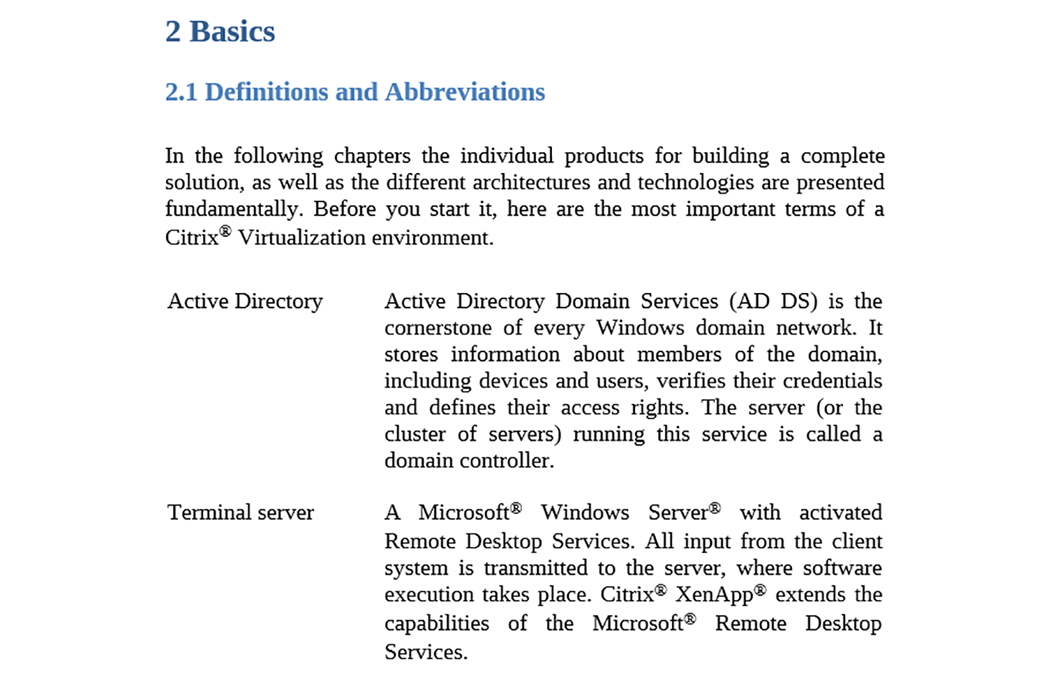 2 Basics
2.1 Definitions and Abbreviations
In the following chapters the individual products for building a complete
solution, as well as the different architectures and technologies are presented
fundamentally. Before you start it, here are the most important terms of a
Citrix® Virtualization environment.
Active Directory
Active Directory Domain Services (AD DS) is the
cornerstone of every Windows domain network. It
stores information about members of the domain,
including devices and users, verifies their credentials
and defines their access rights. The server (or the
cluster of servers) running this service is called a
domain controller.
Terminal server
A Microsoft® Windows Server® with activated
Remote Desktop Services. All input from the client
system is transmitted to the server, where software
execution takes place. Citrix® XenApp® extends the
capabilities of the Microsoft® Remote Desktop
Services.